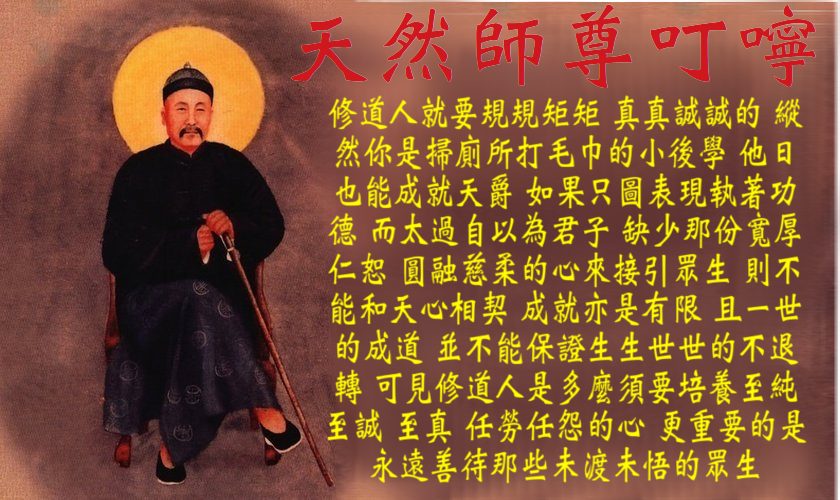 天然師尊叮嚀
修道人就要規規矩矩 真真誠誠的 縱
然你是掃廁所打毛巾的小後學 他日
也能成就天爵 如果只圖表現執著功
德 而太過自以為君子 缺少那份寬厚
仁恕 圓融慈柔的心來接引眾生 則不
能和天心相契 成就亦是有限 且一世
的成道 並不能保證生生世世的不退
轉 可見修道人是多麼須要培養至純
至誠 至真 任勞任怨的心 更重要的是
永遠善待那些未渡未悟的眾生